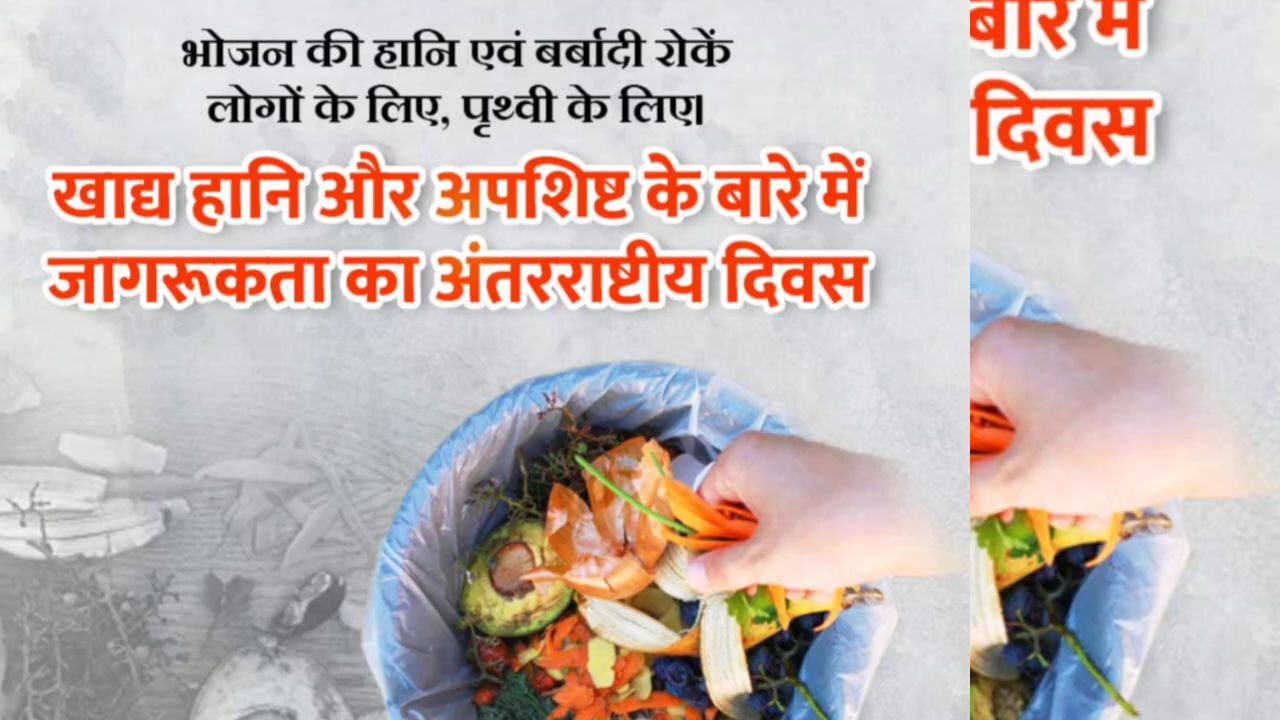 भोजन की हानि एवं बर्बादी रोकें
लोगों के लिए, पृथ्वी के लिए।
खाद्य हानि और अपशिष्ट के बारे में
जागरूकता का अंतरराष्टीय दिवस
बारे में
दिवस